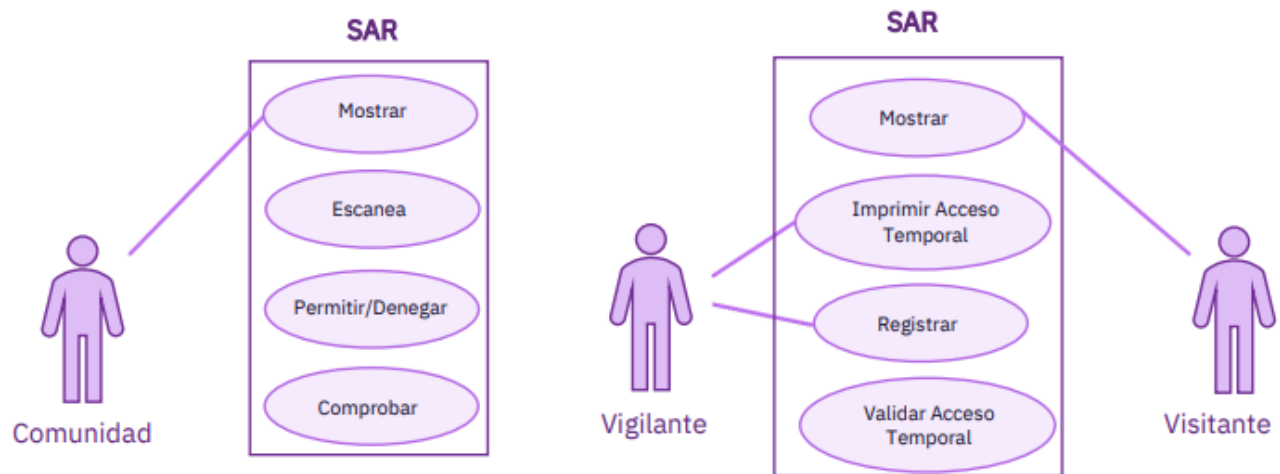 SAR
Mostrar
Escanea
Permitir/Denegar
Comprobar
Comunidad
SAR
Mostrar
Imprimir Acceso
Temporal
Registrar
Validar Acceso
Temporal
Vigilante
Visitante